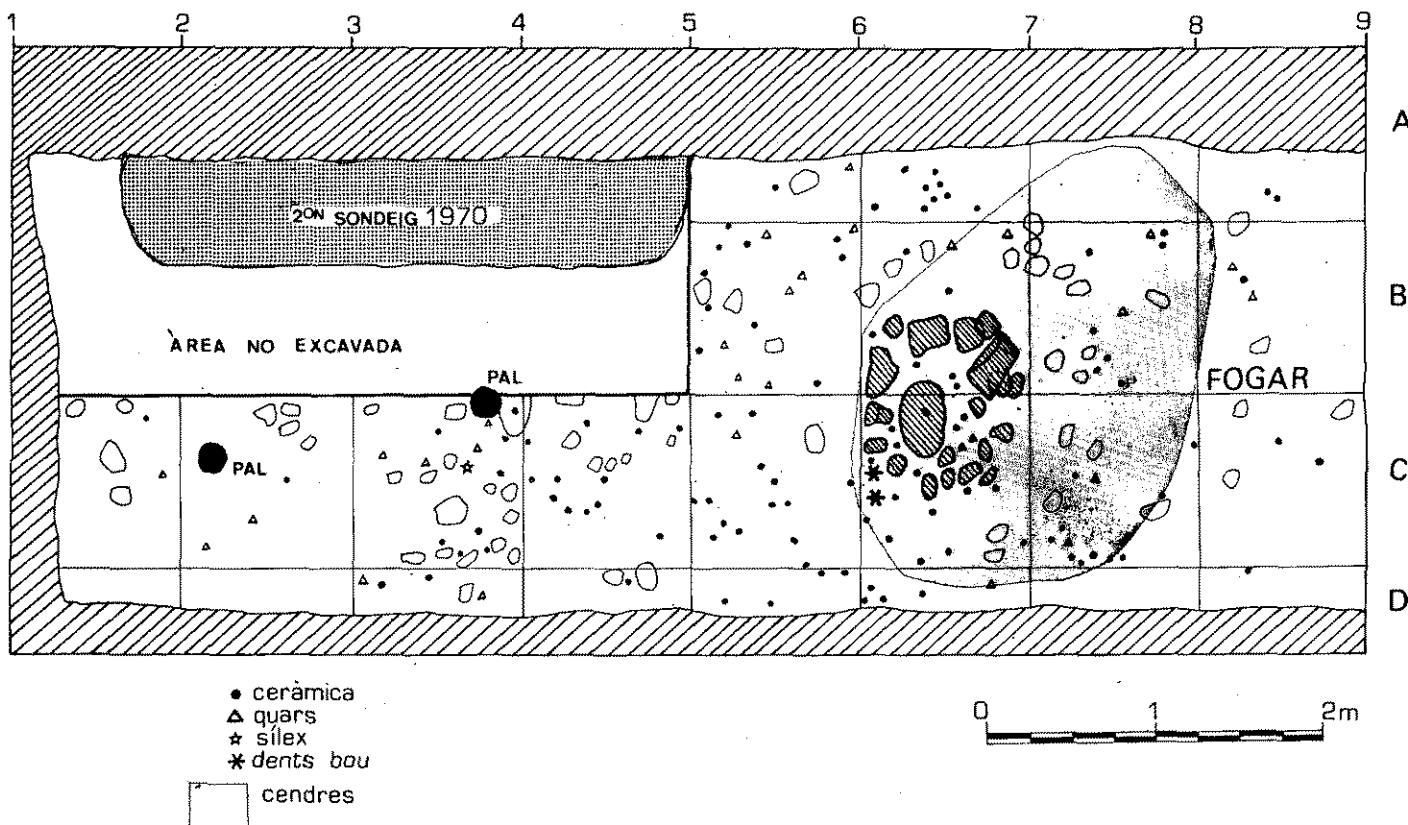 1 2 3 4 5 6 7 8 9
A
2ON SONDEIG 1970
B
ÀREA NO EXCAVADA
PAL
FOGAR
PAL
C
D
ceràmica
quars
sílex
dents bou
cendres
0 1 2m